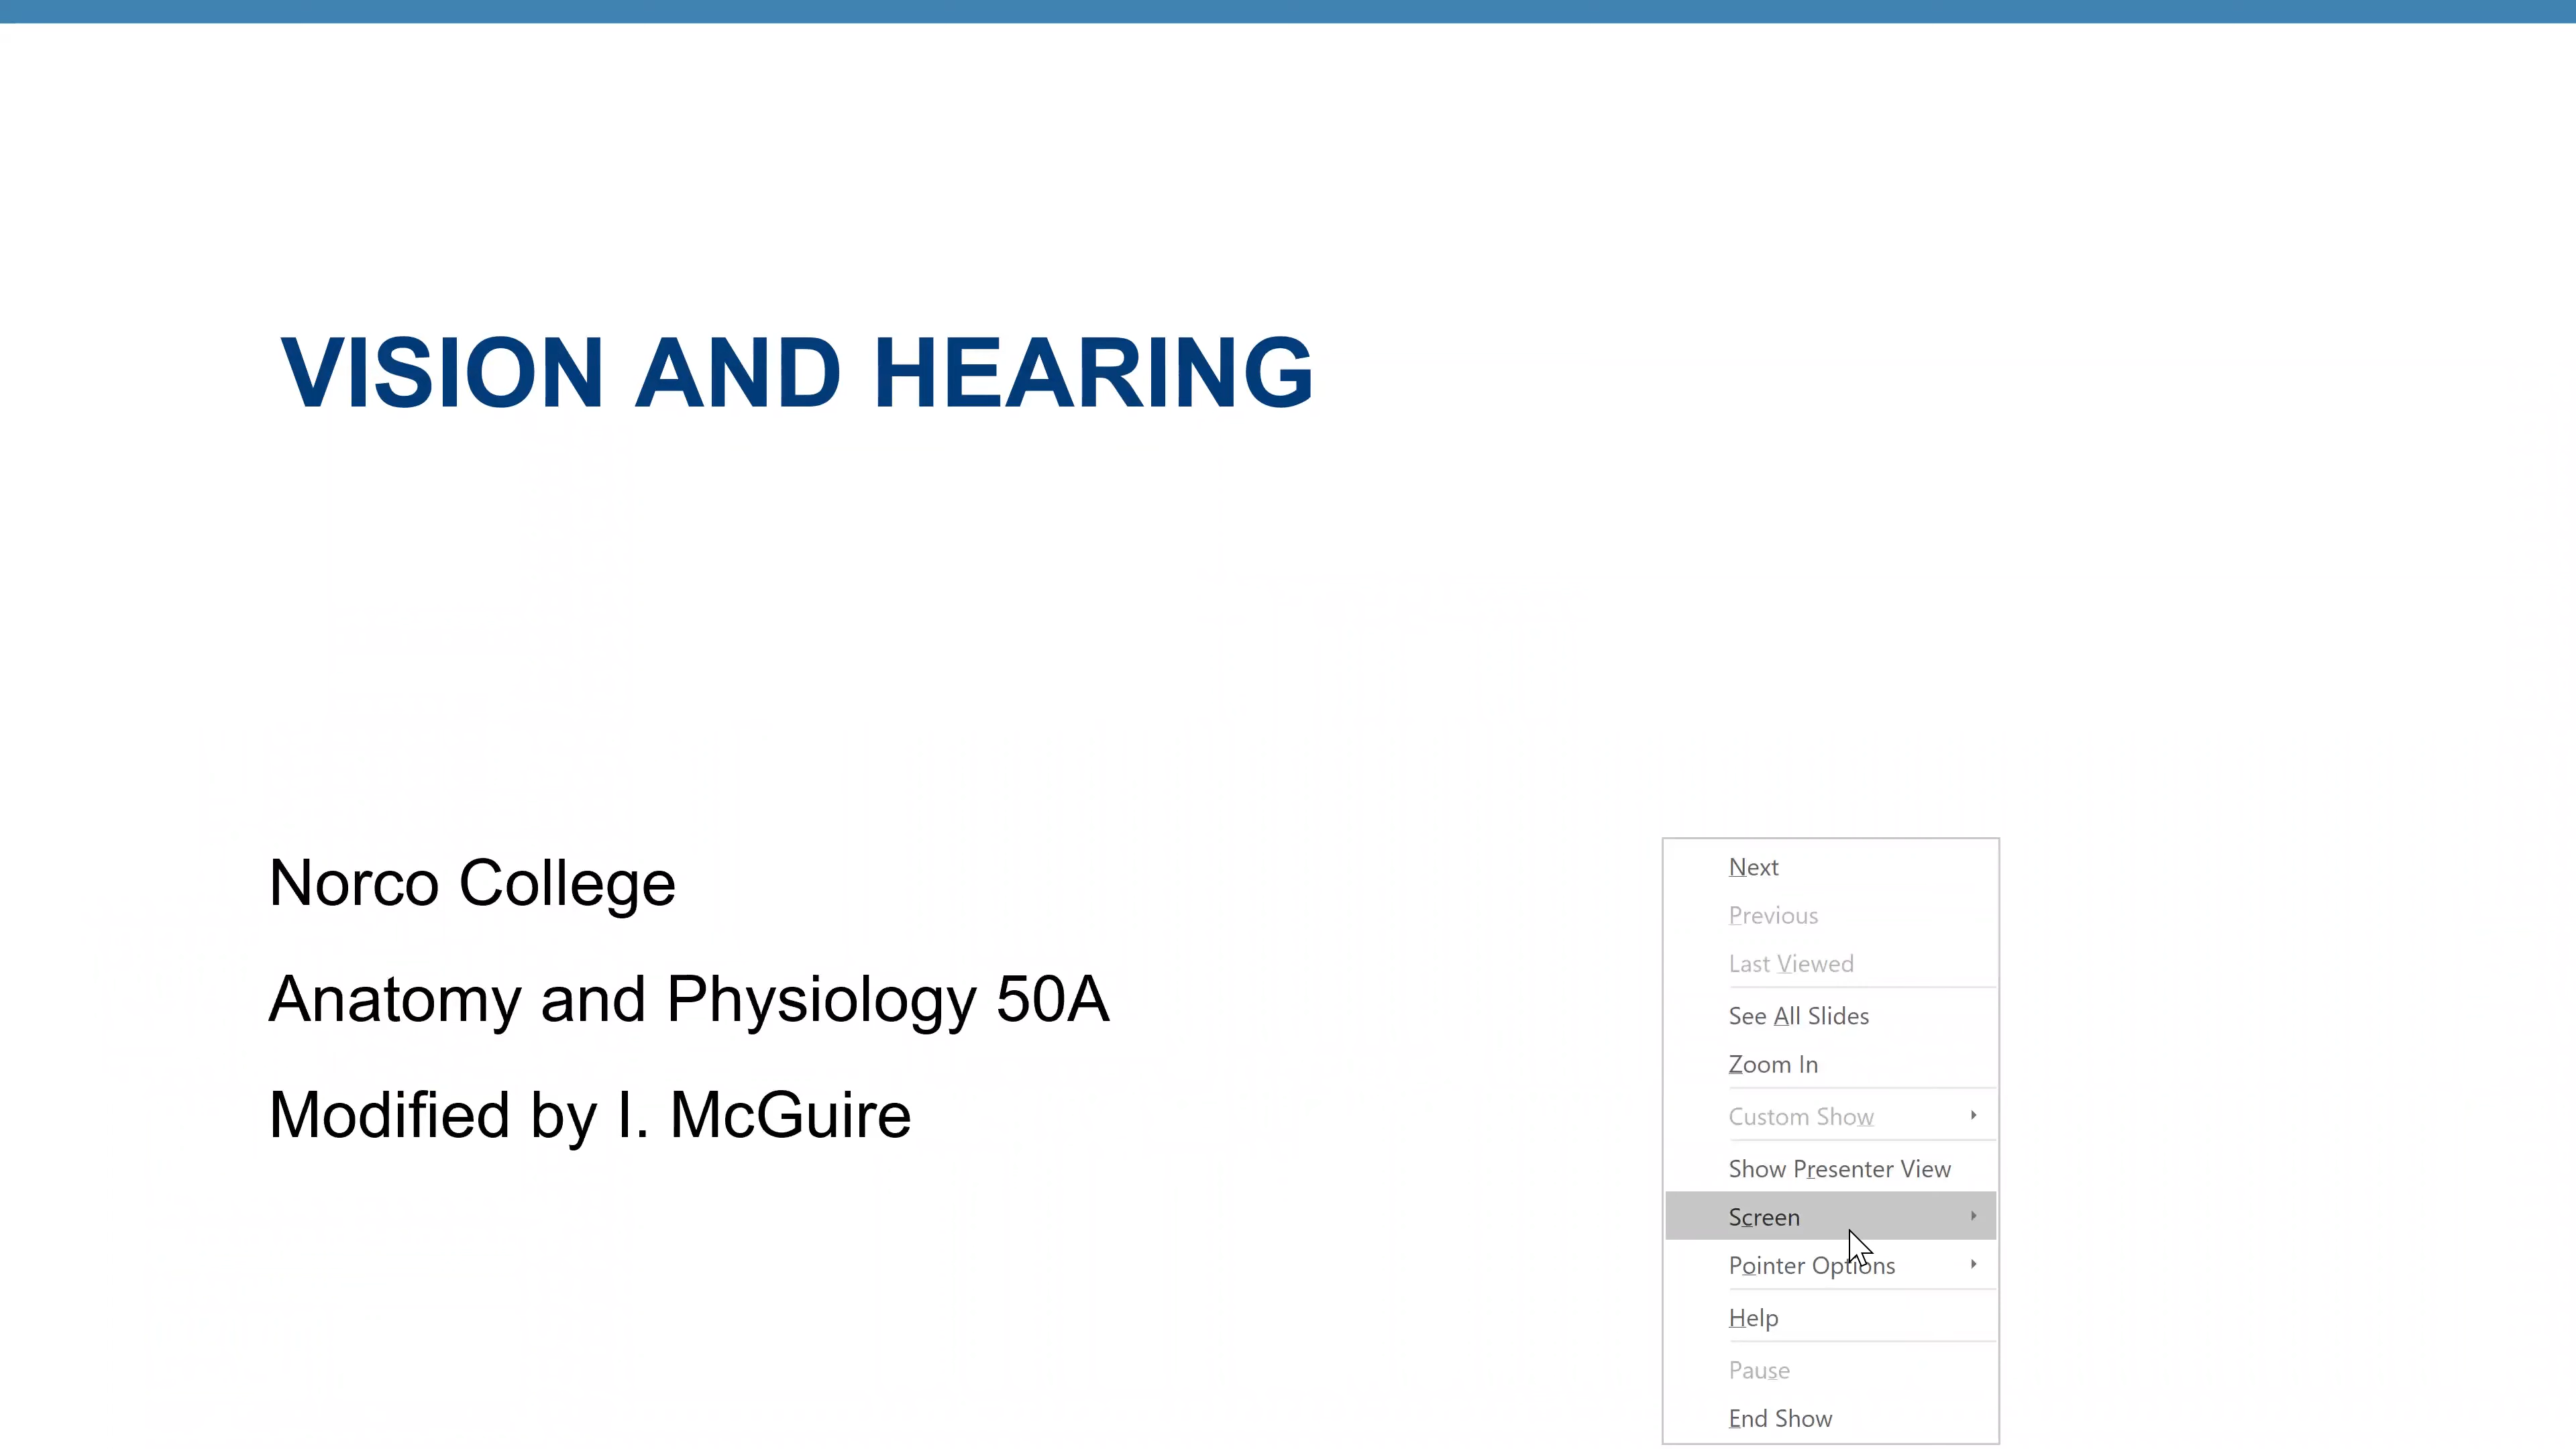 VISION AND HEARING
Norco College
Anatomy and Physiology 50A
Modified by I. McGuire
Next
Previous
Last Viewed
See All Slides
Zoom In
Custom Show
Show Presenter View
Screen
Pointer Options
Help
Pause
End Show